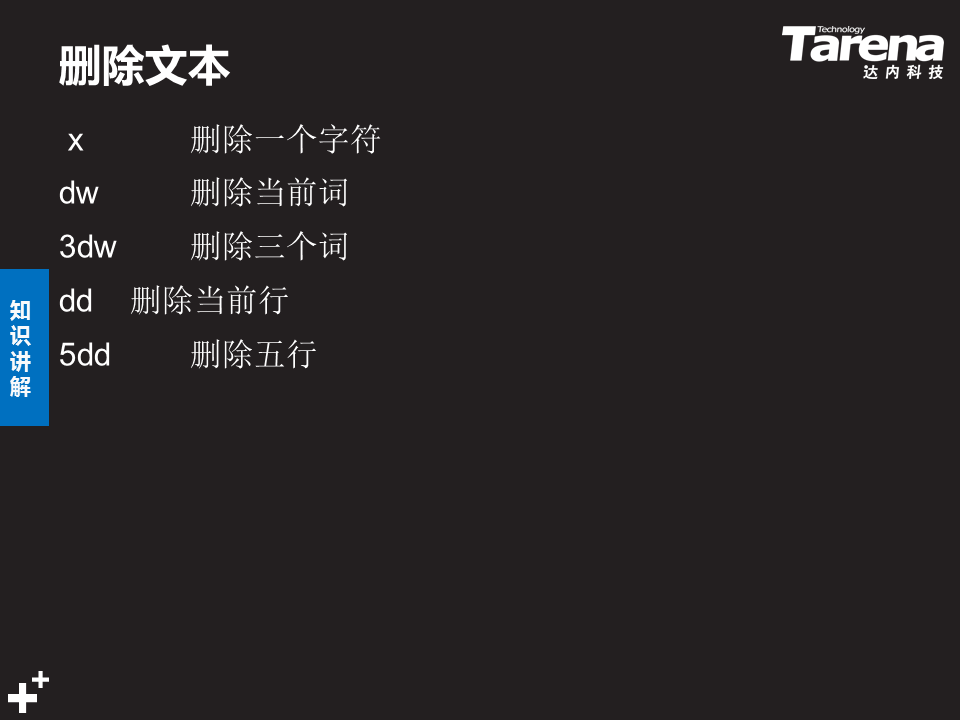 删除文本
Technology
Tarena
达内科技
x 删除一个字符
dw 删除当前词
3dw 删除三个词
dd 删除当前行
5dd 删除五行
知
识
讲
解